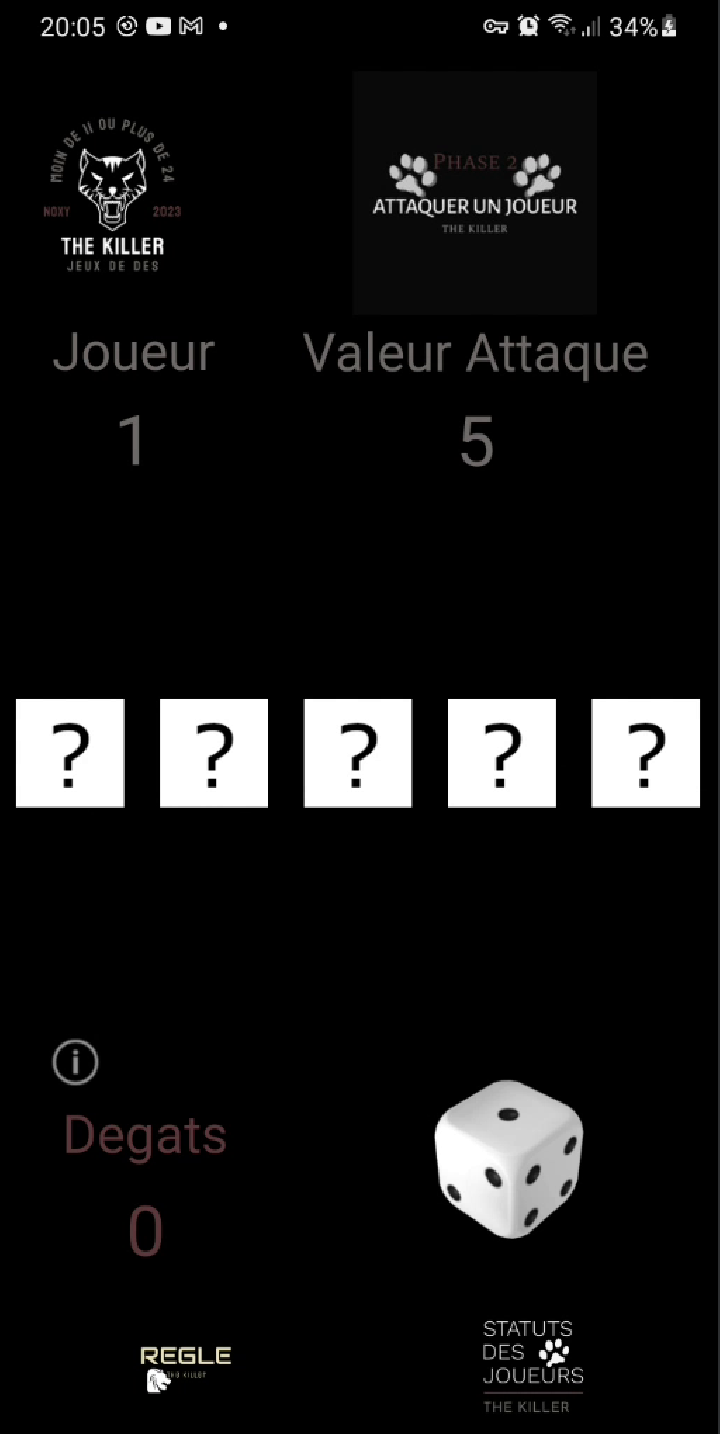 20:05
34%
MOIN DE 11 OU PLUS DE 24
NOXY 2023
THE KILLER
JEUX DE DES
PHASE 2
ATTAQUER UN JOUEUR
THE KILLER
Joueur
Valeur Attaque
1
5
? ? ? ? ?
i
Degats
0
REGLE
THE KILLER
STATUTS
DES
JOUEURS
THE KILLER